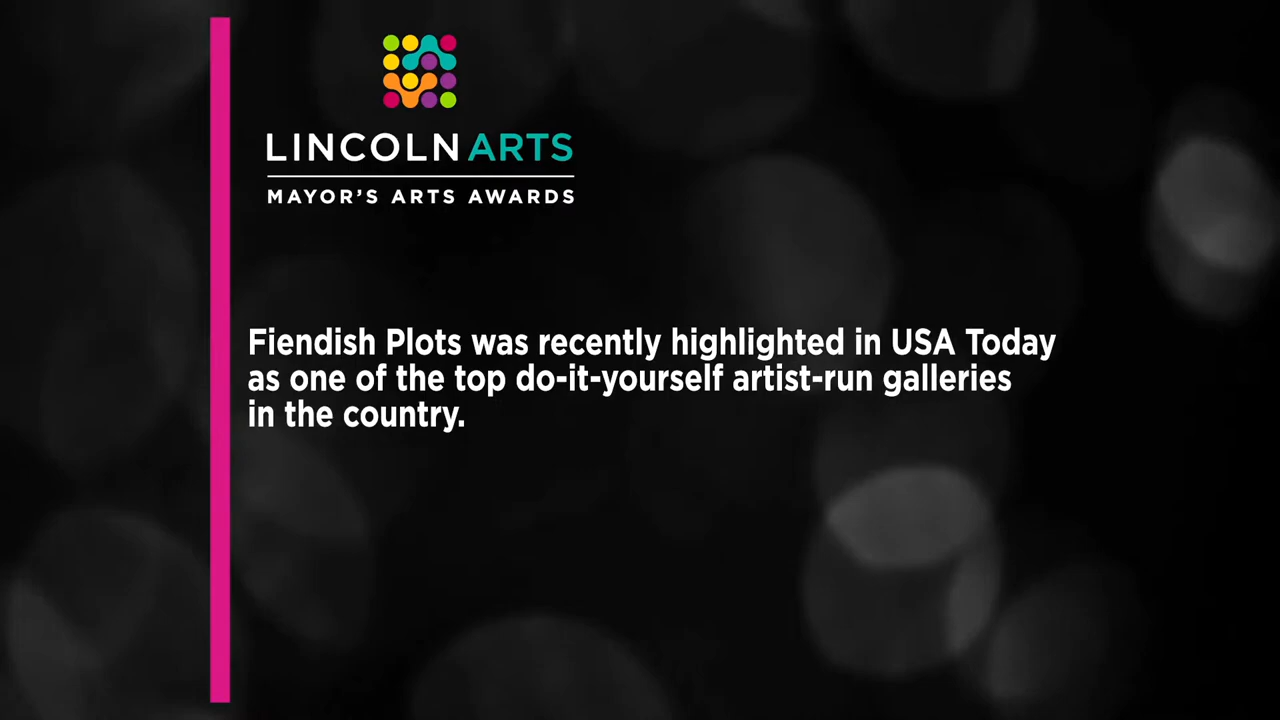 LINCOLN ARTS
MAYOR'S ARTS AWARDS
Fiendish Plots was recently highlighted in USA Today
as one of the top do-it-yourself artist-run galleries
in the country.